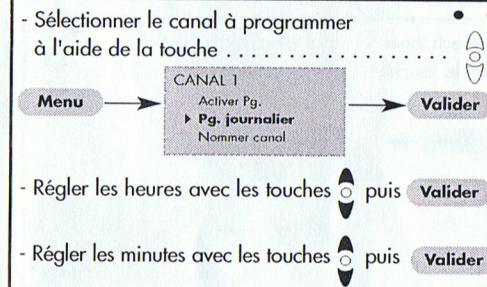 - Sélectionner le canal à programmer
à l'aide de la touche . . . . . . . . . . . . . . . . . .
CANAL 1
Activer Pg.
Menu
▶ Pg. journalier
Valider
Nommer canal
- Régler les heures avec les touches puis Valider
- Régler les minutes avec les touches puis Valider